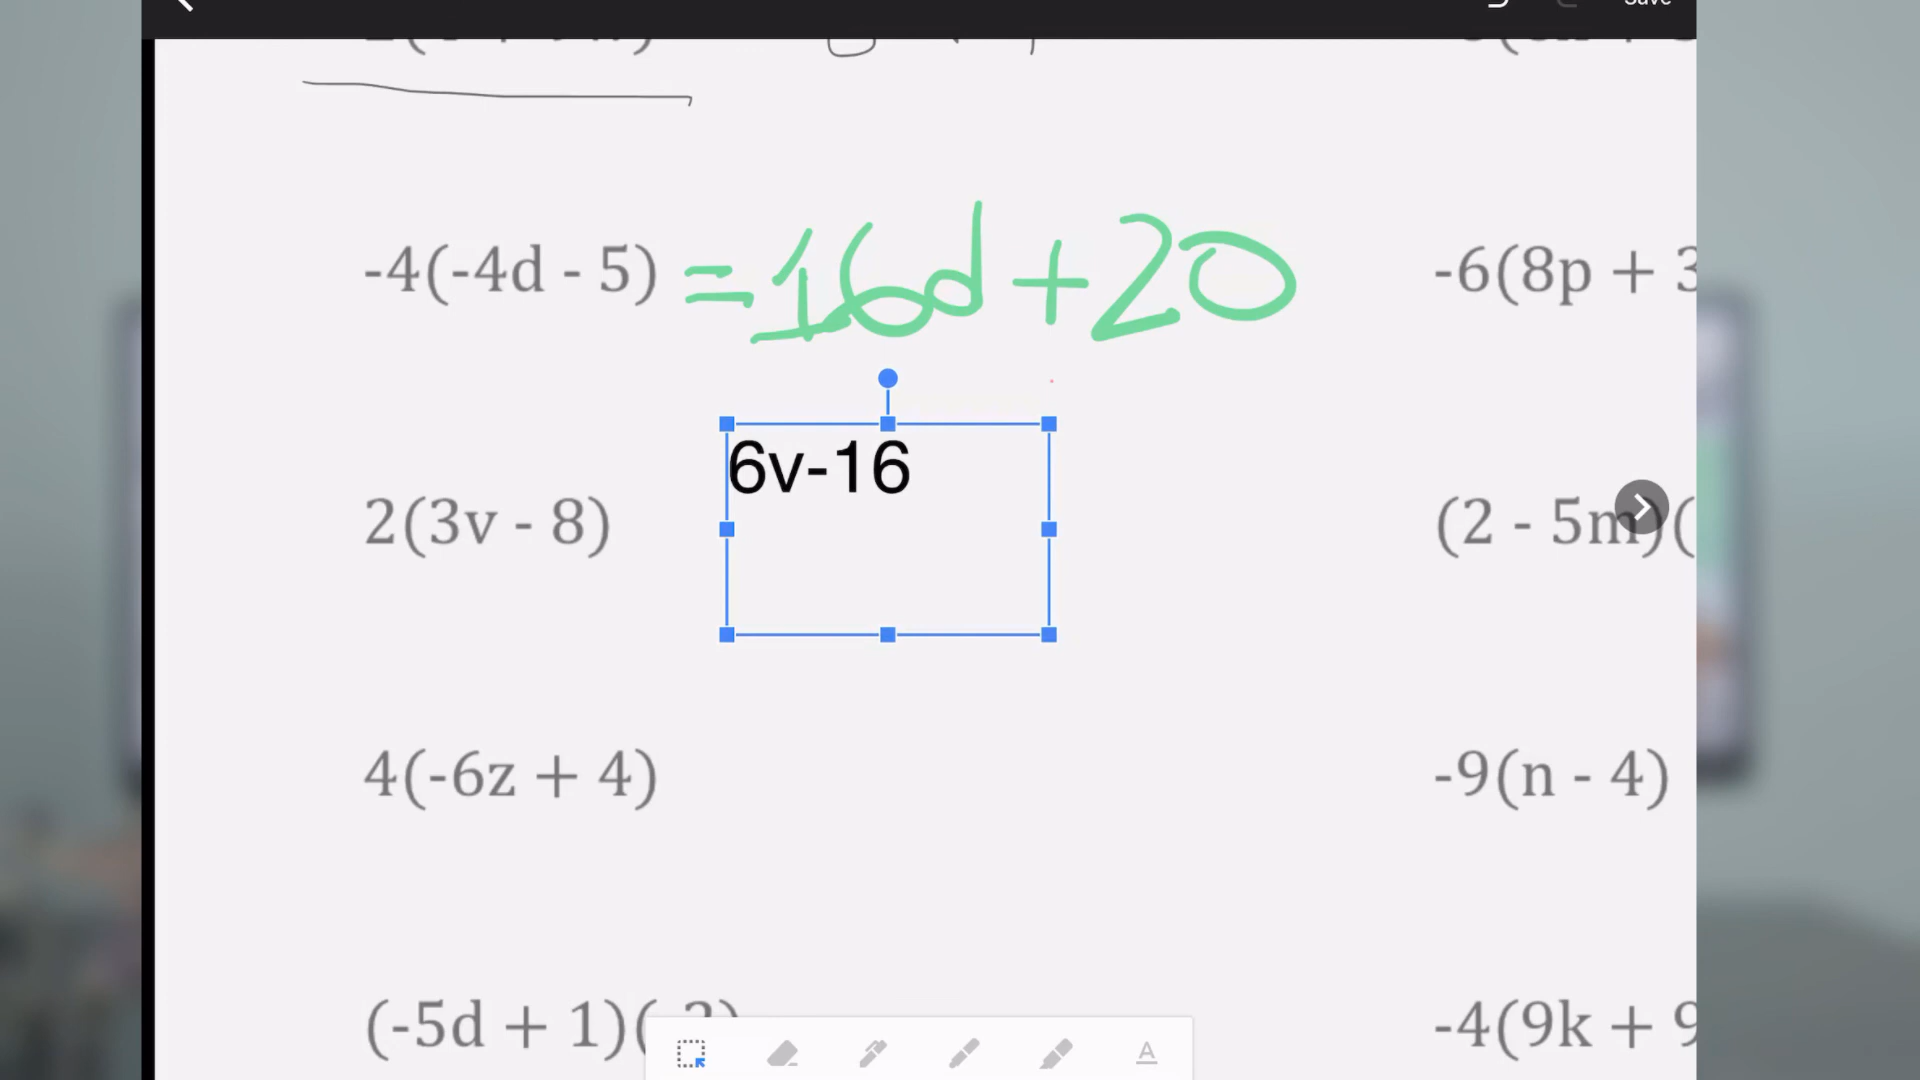 Save
-4(-4d - 5) =16d+20
-6(8p + 3
6v-16
2(3v - 8)
(2 - 5m)(
4(-6z + 4)
-9(n - 4)
(-5d + 1)(
-4(9k + 9
A